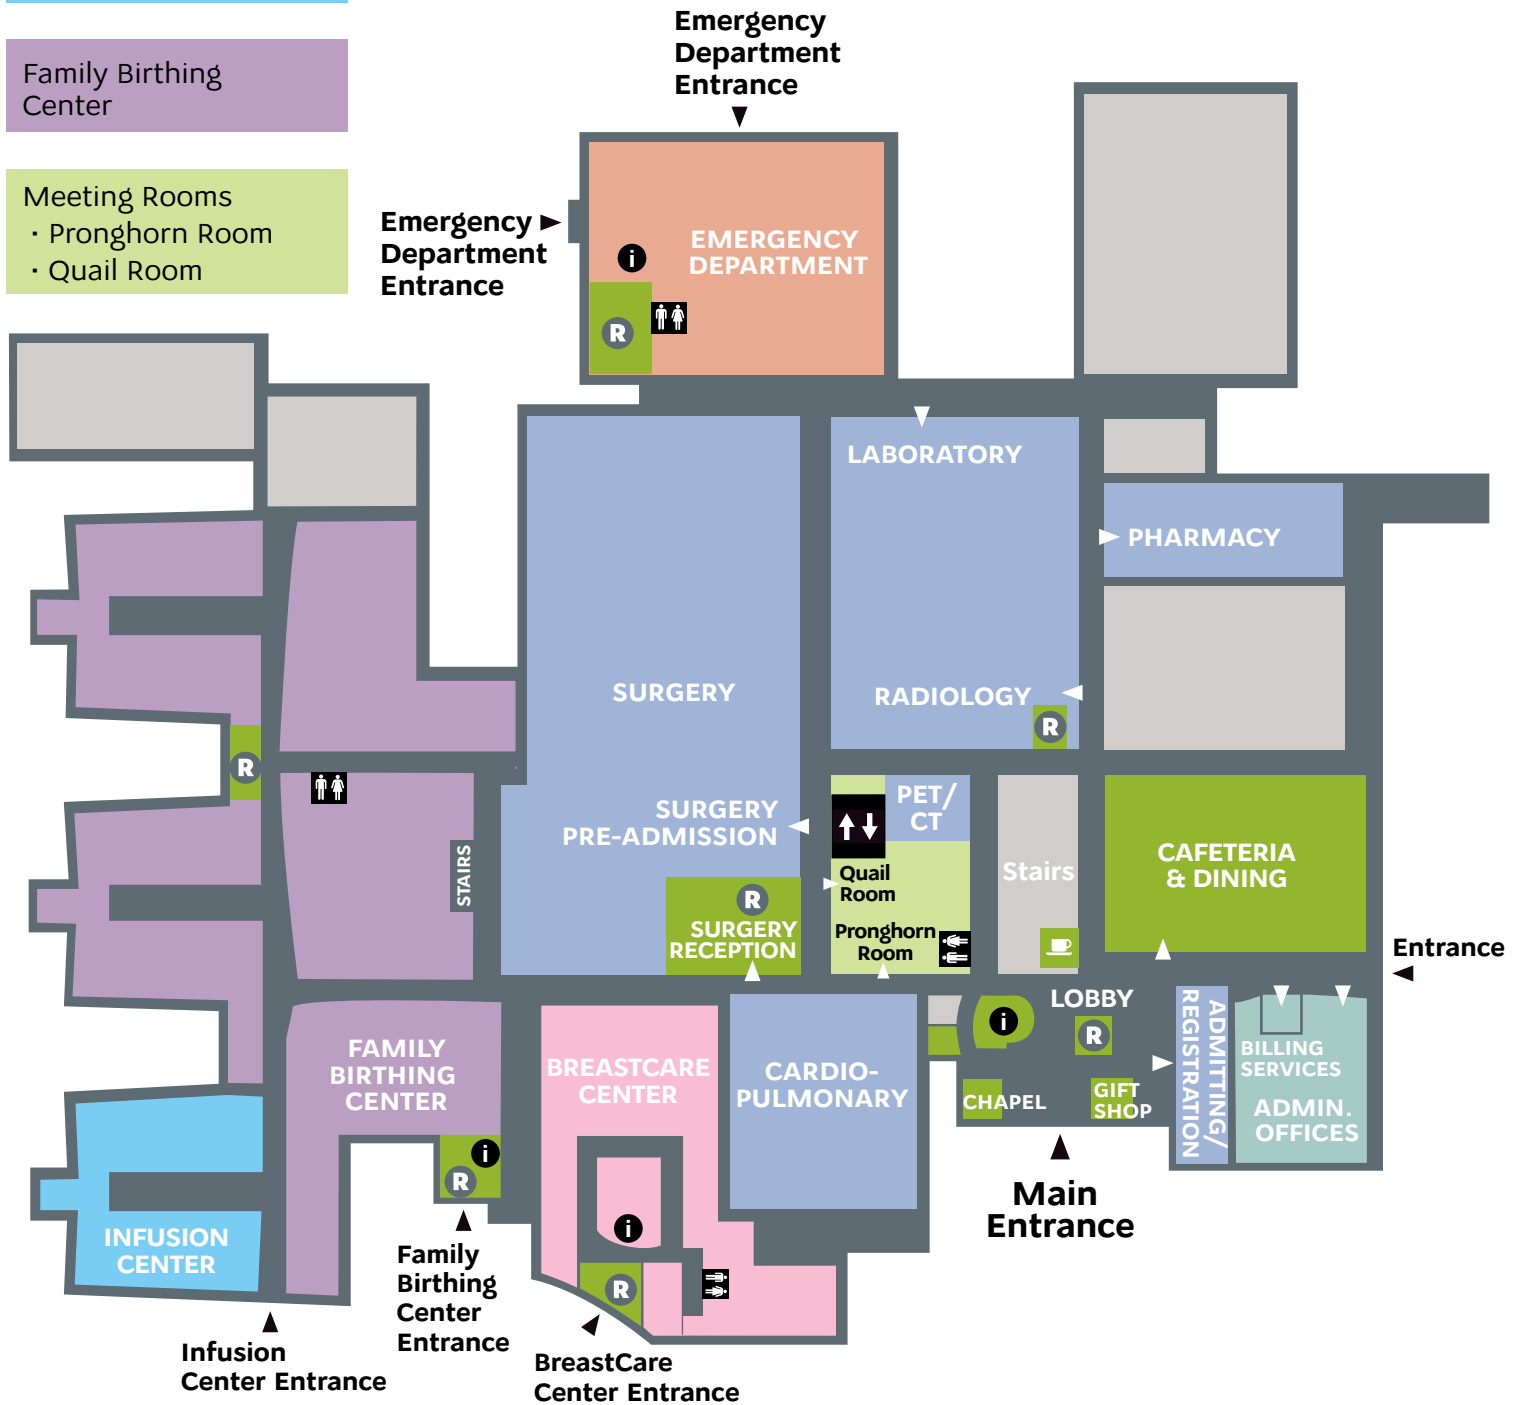 Emergency
Department
Entrance
Family Birthing
Center
Meeting Rooms
· Pronghorn Room
· Quail Room
Emergency
Department
Entrance
i
EMERGENCY
DEPARTMENT
R
LABORATORY
PHARMACY
SURGERY
RADIOLOGY
R
R
SURGERY
PRE-ADMISSION
PET/
CT
STAIRS
Quail
Room
Stairs
CAFETERIA
& DINING
R
SURGERY
RECEPTION
Pronghorn
Room
Entrance
LOBBY
i
R
ADMITTING/
REGISTRATION
BILLING
SERVICES
ADMIN.
OFFICES
CHAPEL
GIFT
SHOP
FAMILY
BIRTHING
CENTER
BREASTCARE
CENTER
CARDIO-
PULMONARY
i
R
Main
Entrance
INFUSION
CENTER
i
R
Family
Birthing
Center
Entrance
Infusion
Center Entrance
BreastCare
Center Entrance